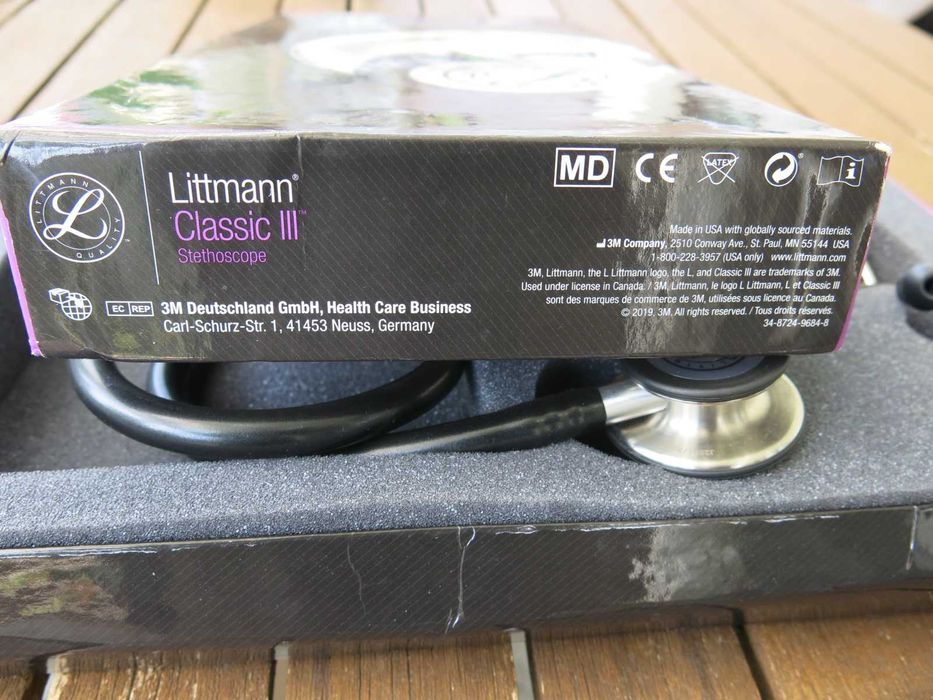 LITTMANN
L
QUALITY™
Littmann®
Classic III™
Stethoscope
EC REP
3M Deutschland GmbH, Health Care Business
Carl-Schurz-Str. 1, 41453 Neuss, Germany
MD CE LATEX ® i
Made in USA with globally sourced materials.
3M Company, 2510 Conway Ave., St. Paul, MN 55144 USA
1-800-228-3957 (USA only) www.littmann.com
3M, Littmann, the L Littmann logo, the L, and Classic III are trademarks of 3M.
Used under license in Canada. / 3M, Littmann, le logo L Littmann, L et Classic III
sont des marques de commerce de 3M, utilisées sous licence au Canada.
© 2019, 3M. All rights reserved. / Tous droits réservés.
34-8724-9684-8